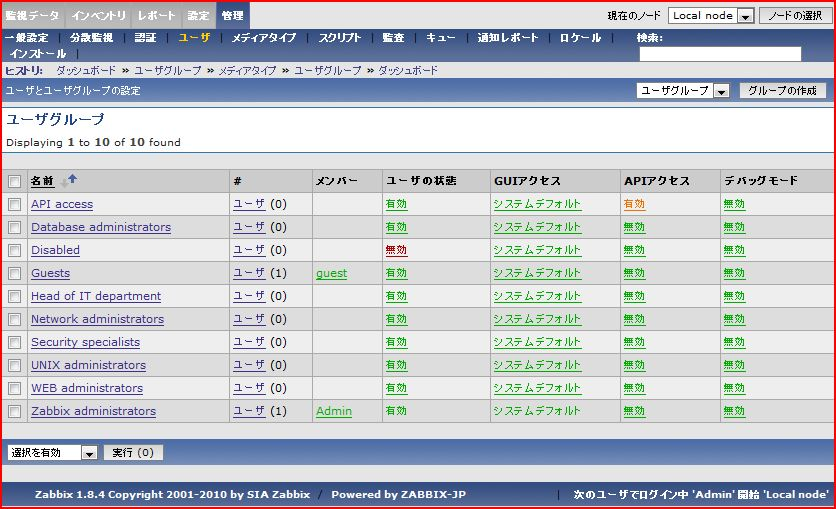 監視データ インベントリ レポート 設定 管理 現在のノード Local node ノードの選択
一般設定 | 分散監視 | 認証 | ユーザ | メディアタイプ | スクリプト | 監査 | キュー | 通知レポート | ロケール | 検索:
インストール |
ヒストリ: ダッシュボード » ユーザグループ » メディアタイプ » ユーザグループ » ダッシュボード
ユーザとユーザグループの設定 ユーザグループ グループの作成
ユーザグループ
Displaying 1 to 10 of 10 found
名前 # メンバー ユーザの状態 GUIアクセス APIアクセス デバッグモード
API access ユーザ (0) 有効 システムデフォルト 有効 無効
Database administrators ユーザ (0) 有効 システムデフォルト 無効 無効
Disabled ユーザ (0) 無効 システムデフォルト 無効 無効
Guests ユーザ (1) guest 有効 システムデフォルト 無効 無効
Head of IT department ユーザ (0) 有効 システムデフォルト 無効 無効
Network administrators ユーザ (0) 有効 システムデフォルト 無効 無効
Security specialists ユーザ (0) 有効 システムデフォルト 無効 無効
UNIX administrators ユーザ (0) 有効 システムデフォルト 無効 無効
WEB administrators ユーザ (0) 有効 システムデフォルト 無効 無効
Zabbix administrators ユーザ (1) Admin 有効 システムデフォルト 無効 無効
選択を有効 実行 (0)
Zabbix 1.8.4 Copyright 2001-2010 by SIA Zabbix / Powered by ZABBIX-JP | 次のユーザでログイン中 'Admin' 開始 'Local node'